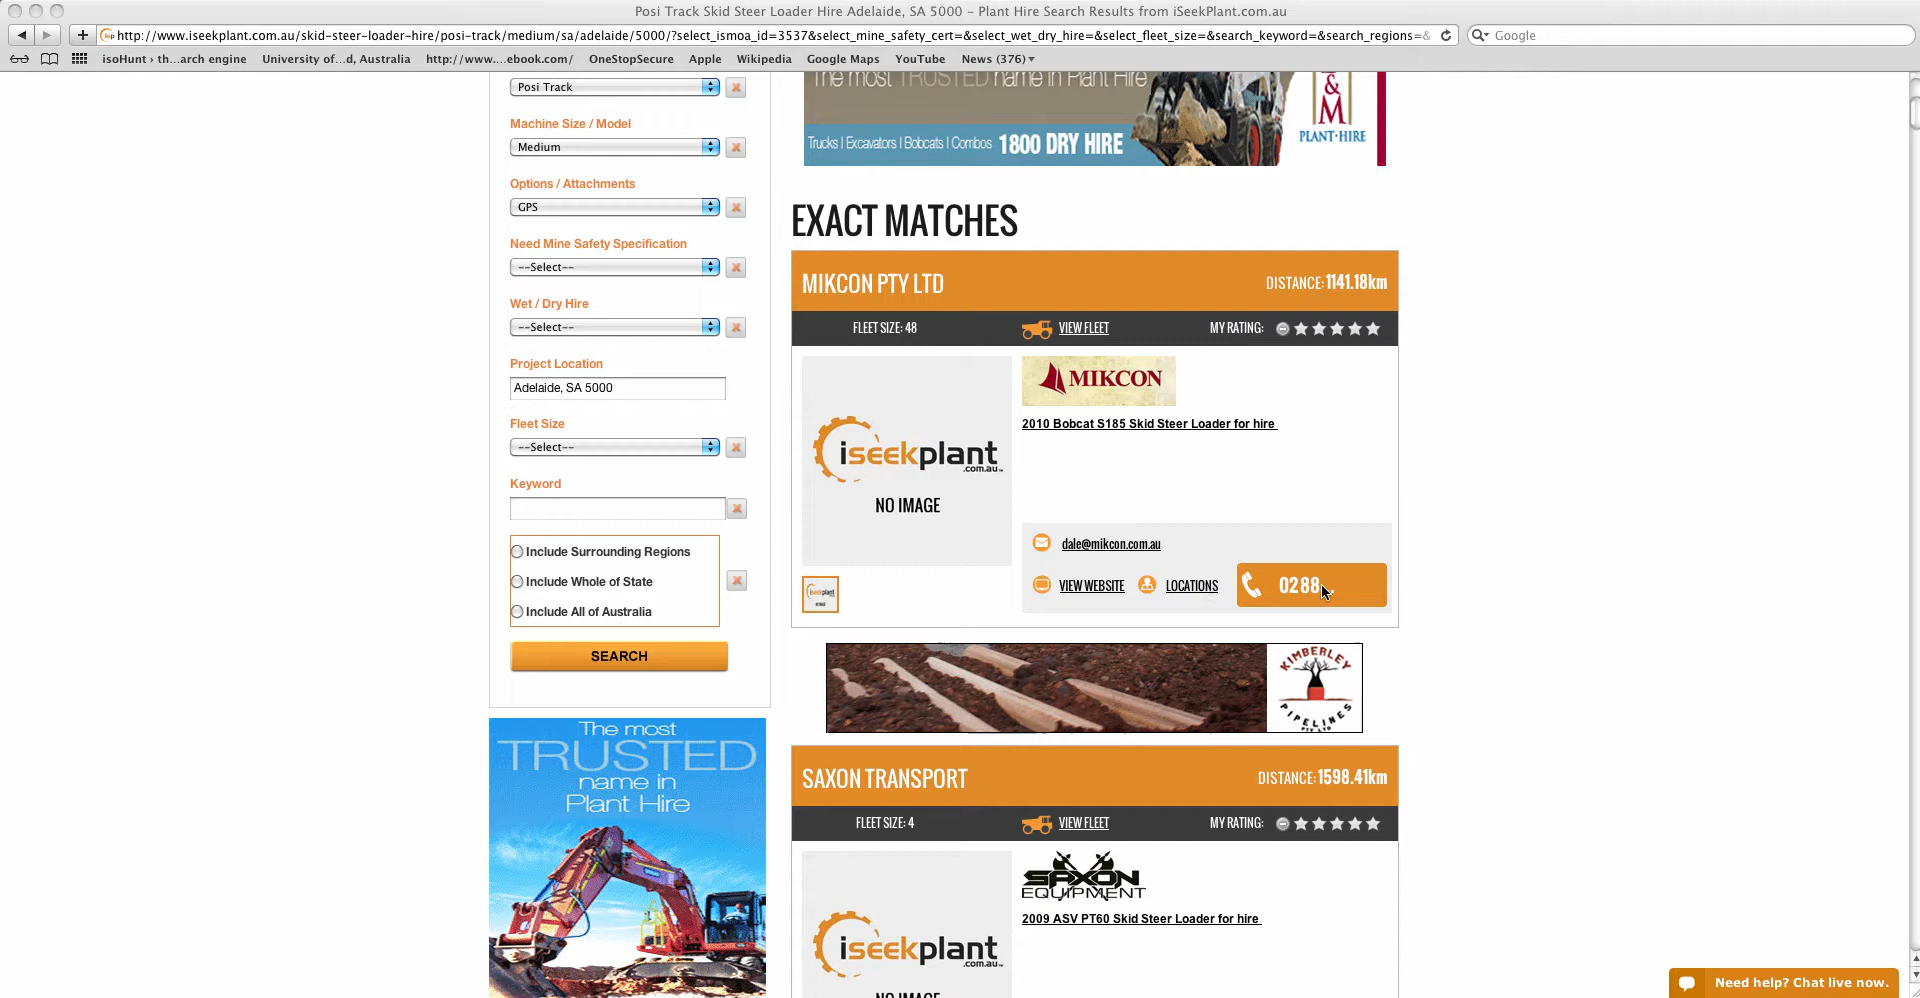 Posi Track Skid Steer Loader Hire Adelaide, SA 5000 – Plant Hire Search Results from iSeekPlant.com.au
http://www.iseekplant.com.au/skid-steer-loader-hire/posi-track/medium/sa/adelaide/5000/?select_ismoa_id=3537&select_mine_safety_cert=&select_wet_dry_hire=&select_fleet_size=&search_keyword=&search_regions=&
Google
isoHunt › th...arch engine University of...d, Australia http://www....ebook.com/ OneStopSecure Apple Wikipedia Google Maps YouTube News (376)
Posi Track
Machine Size / Model
Medium
Options / Attachments
GPS
Need Mine Safety Specification
--Select--
Wet / Dry Hire
--Select--
Project Location
Adelaide, SA 5000
Fleet Size
--Select--
Keyword
Include Surrounding Regions
Include Whole of State
Include All of Australia
SEARCH
The most
TRUSTED
name in
Plant Hire
The most TRUSTED name in Plant Hire
Trucks | Excavators | Bobcats | Combos 1800 DRY HIRE
&
M
PLANT·HIRE
EXACT MATCHES
MIKCON PTY LTD
DISTANCE: 1141.18km
FLEET SIZE: 48
VIEW FLEET
MY RATING:
iseekplant
.com.au
NO IMAGE
MIKCON
2010 Bobcat S185 Skid Steer Loader for hire
dale@mikcon.com.au
VIEW WEBSITE
LOCATIONS
0288...
iseekplant
KIMBERLEY
PIPELINES
PTY LTD
SAXON TRANSPORT
DISTANCE: 1598.41km
FLEET SIZE: 4
VIEW FLEET
MY RATING:
iseekplant
.com.au
NO IMAGE
SAXON
EQUIPMENT
2009 ASV PT60 Skid Steer Loader for hire
Need help? Chat live now.